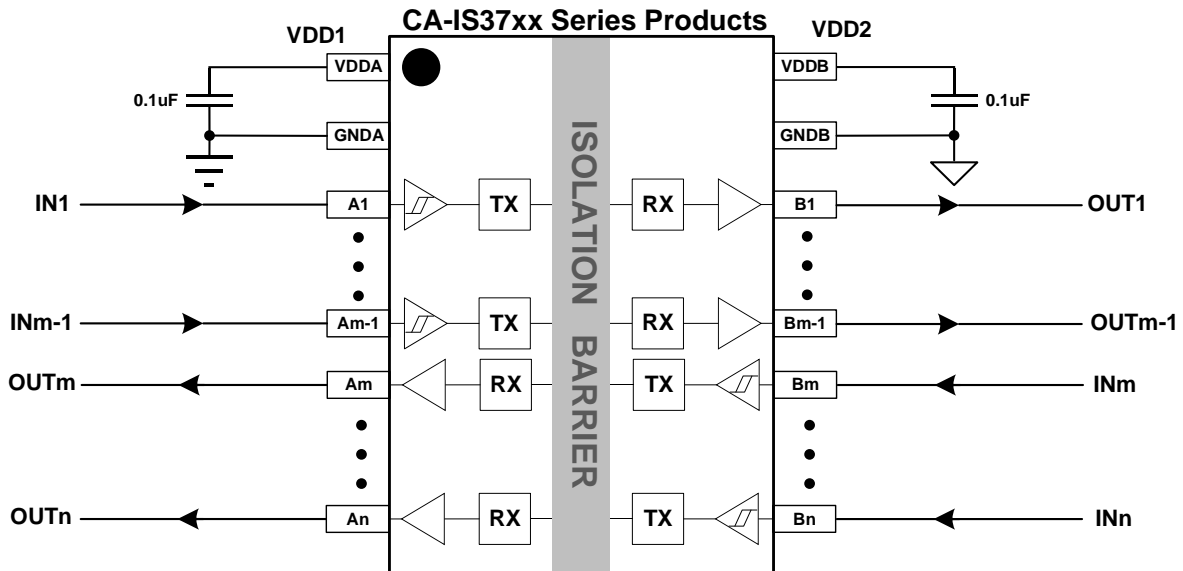 CA-IS37xx Series Products
VDD1
VDD2
VDDA
VDDB
0.1uF
0.1uF
GNDA
GNDB
ISOLATION BARRIER
IN1
A1
TX
RX
B1
OUT1
INm-1
Am-1
TX
RX
Bm-1
OUTm-1
OUTm
Am
RX
TX
Bm
INm
OUTn
An
RX
TX
Bn
INn